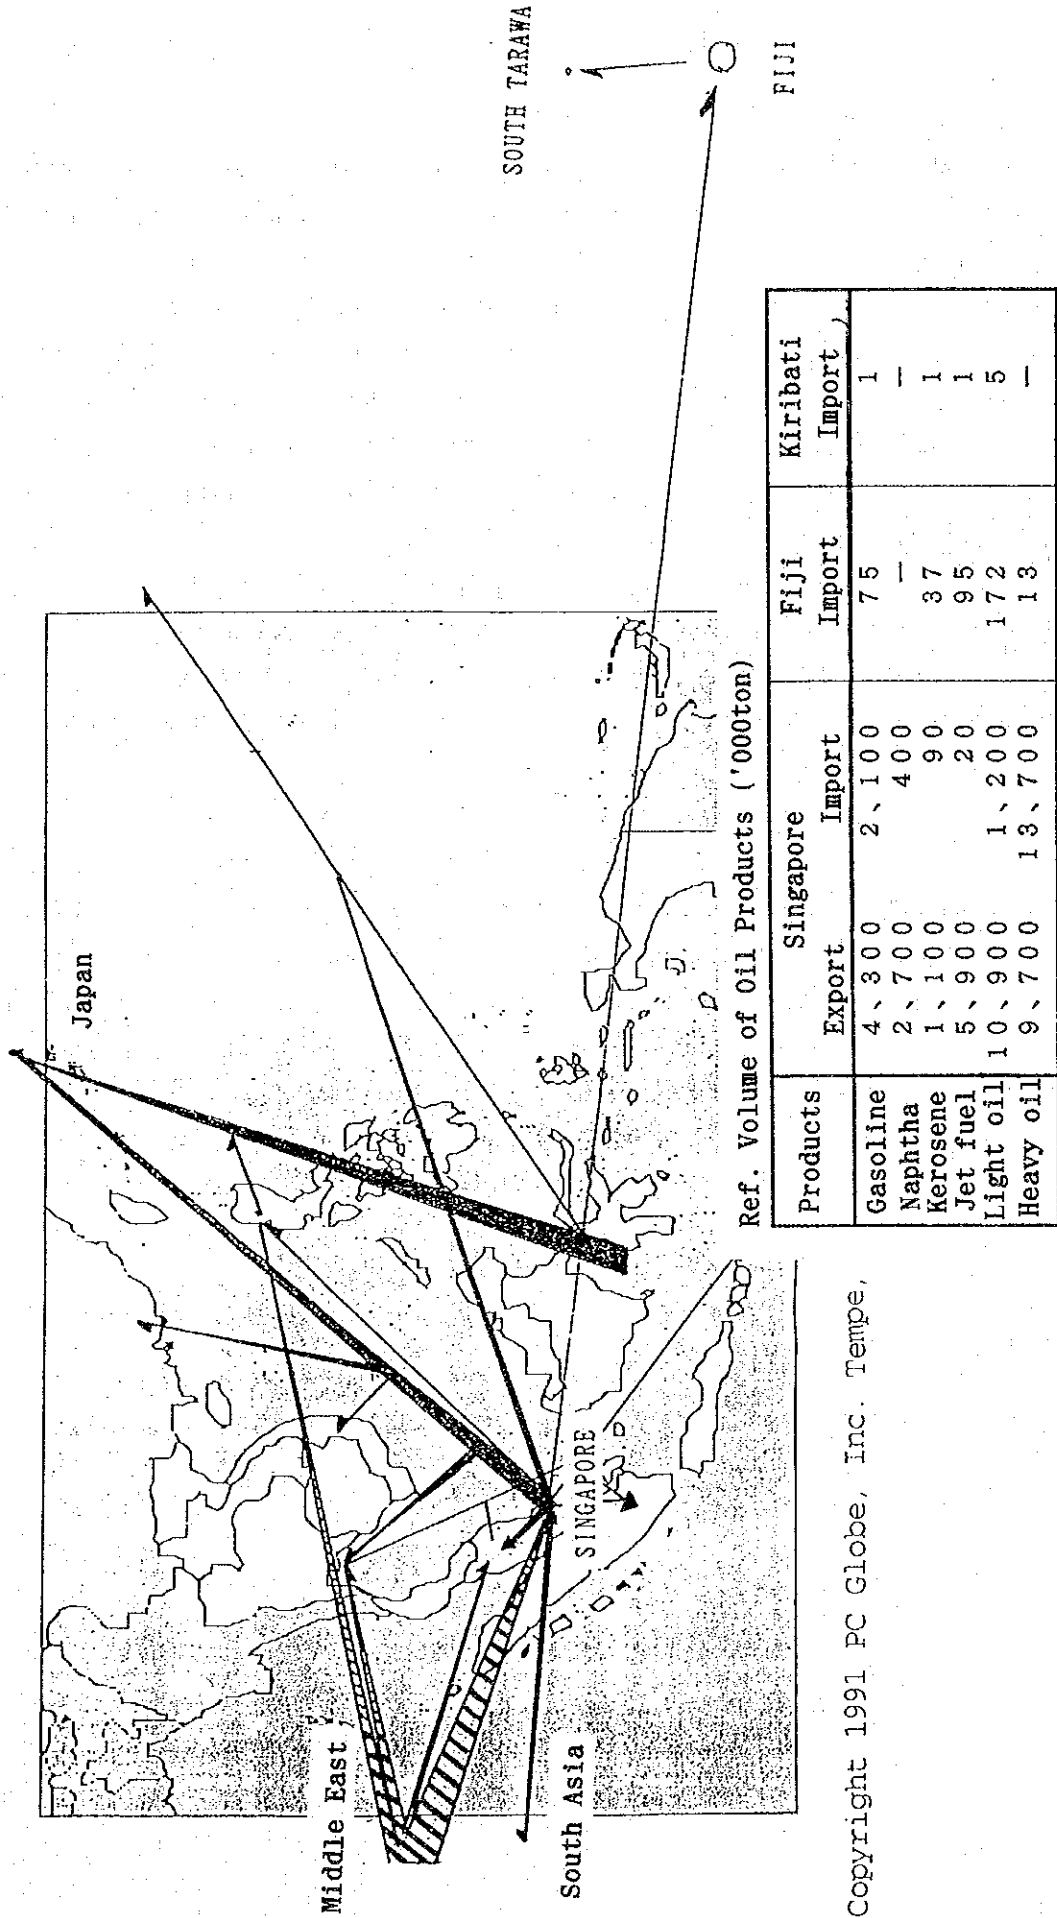 Japan
SOUTH TARAWA
Middle East
South Asia
SINGAPORE
FIJI
Ref. Volume of Oil Products ('000ton)
Products Singapore Fiji Kiribati
Export Import Import Import
Gasoline 4、300 2、100 75 1
Naphtha 2、700 400 — —
Kerosene 1、100 90 37 1
Jet fuel 5、900 20 95 1
Light oil 10、900 1、200 172 5
Heavy oil 9、700 13、700 13 —
Copyright 1991 PC Globe, Inc. Tempe,